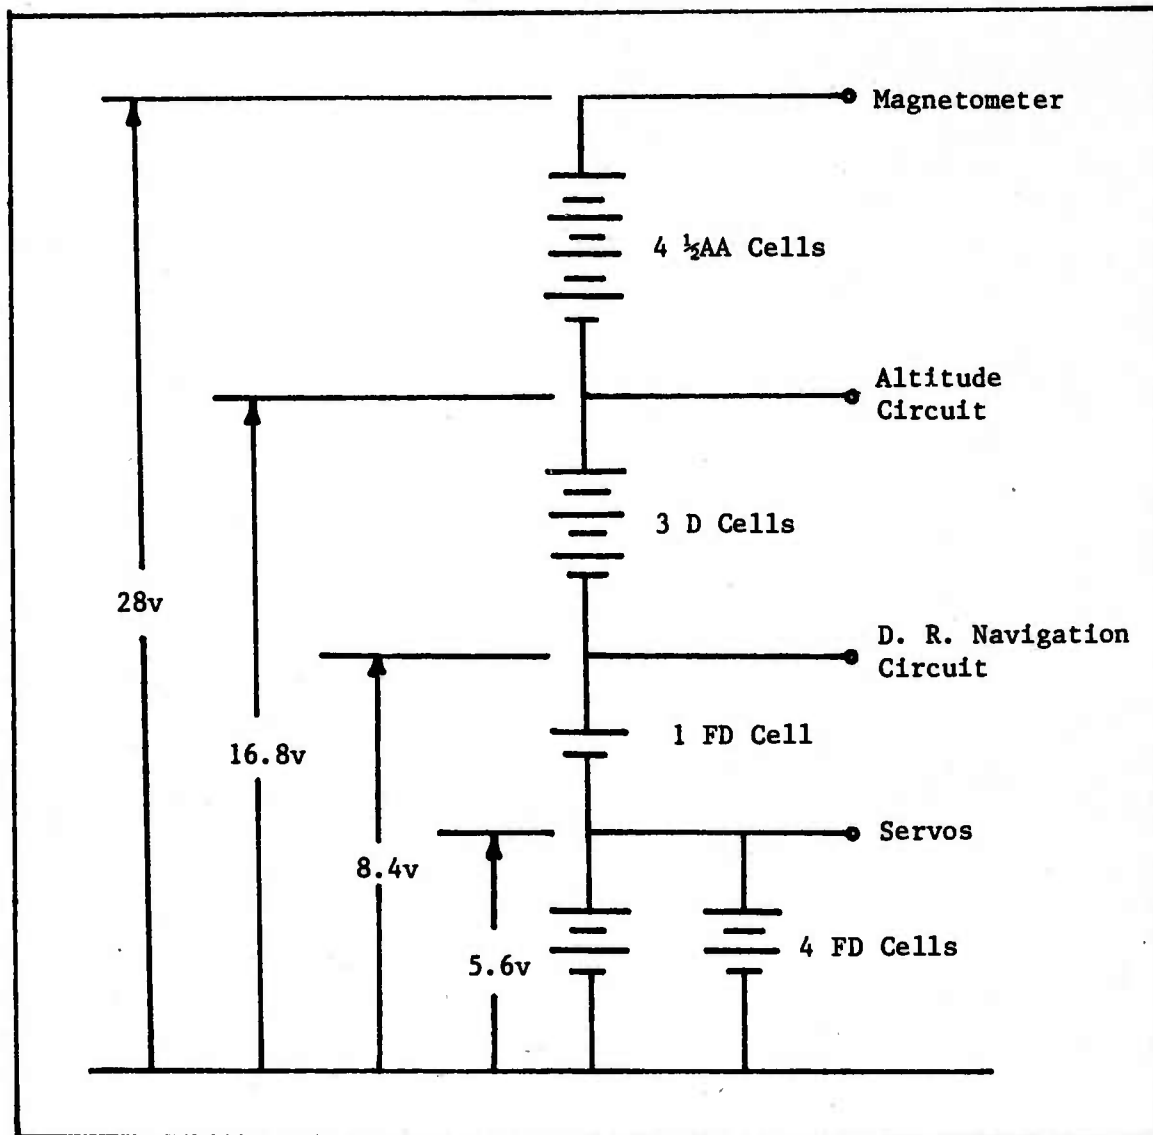 Magnetometer
4 ½AA Cells
Altitude
Circuit
3 D Cells
28v
D. R. Navigation
Circuit
1 FD Cell
16.8v
Servos
8.4v
4 FD Cells
5.6v